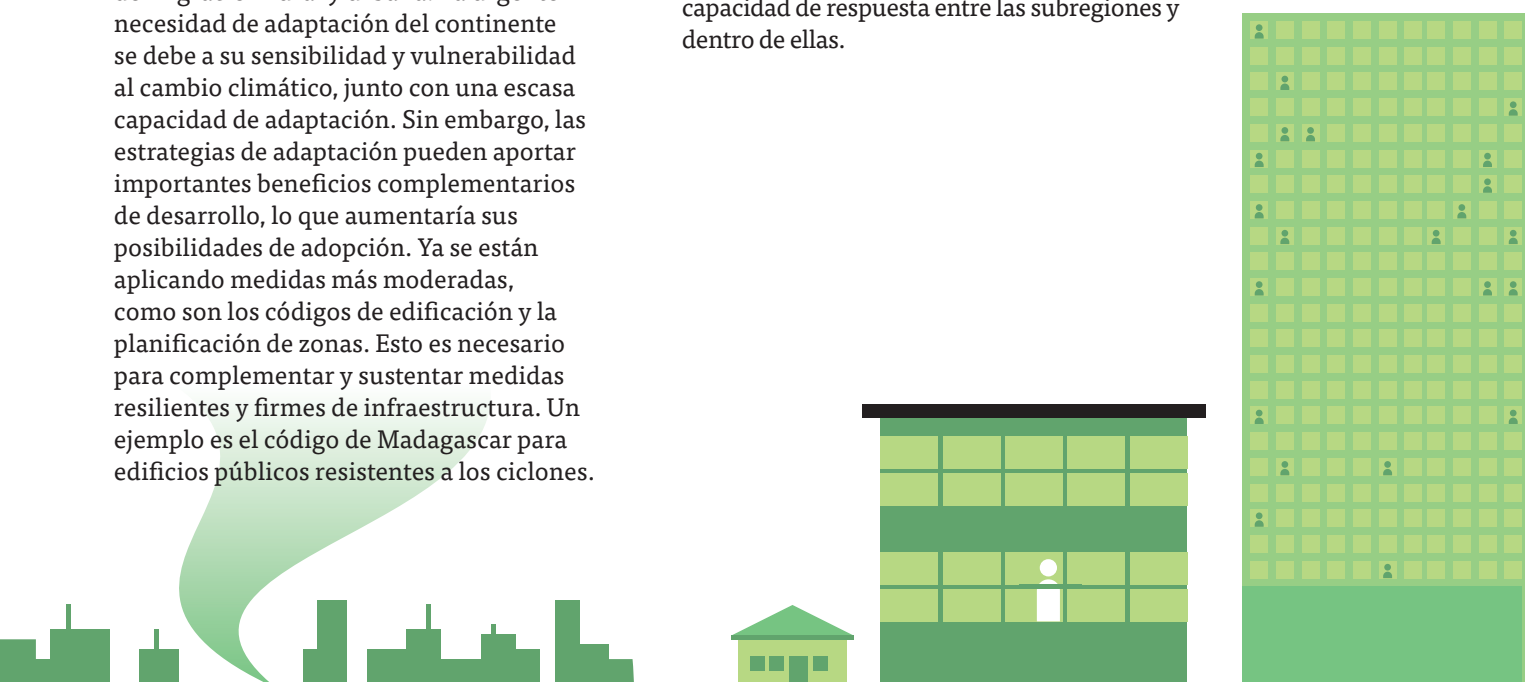 necesidad de adaptación del continente
se debe a su sensibilidad y vulnerabilidad
al cambio climático, junto con una escasa
capacidad de adaptación. Sin embargo, las
estrategias de adaptación pueden aportar
importantes beneficios complementarios
de desarrollo, lo que aumentaría sus
posibilidades de adopción. Ya se están
aplicando medidas más moderadas,
como son los códigos de edificación y la
planificación de zonas. Esto es necesario
para complementar y sustentar medidas
resilientes y firmes de infraestructura. Un
ejemplo es el código de Madagascar para
edificios públicos resistentes a los ciclones.
capacidad de respuesta entre las subregiones y
dentro de ellas.